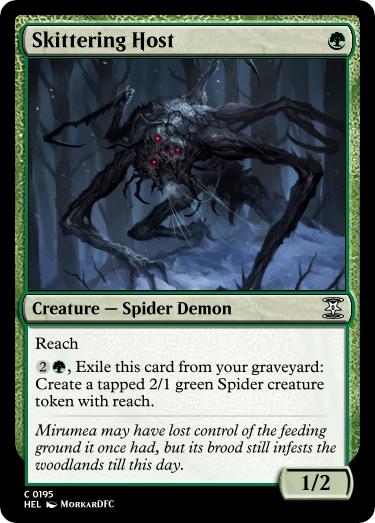 Skittering Host
Creature — Spider Demon
Reach
2, Exile this card from your graveyard:
Create a tapped 2/1 green Spider creature
token with reach.
Mirumea may have lost control of the feeding
ground it once had, but its brood still infests the
woodlands till this day.
1/2
C 0195
HEL MorkarDFC